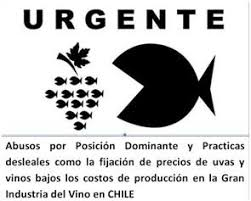 URGENTE
Abusos por Posición Dominante y Practicas
desleales como la fijación de precios de uvas y
vinos bajos los costos de producción en la Gran
Industria del Vino en CHILE